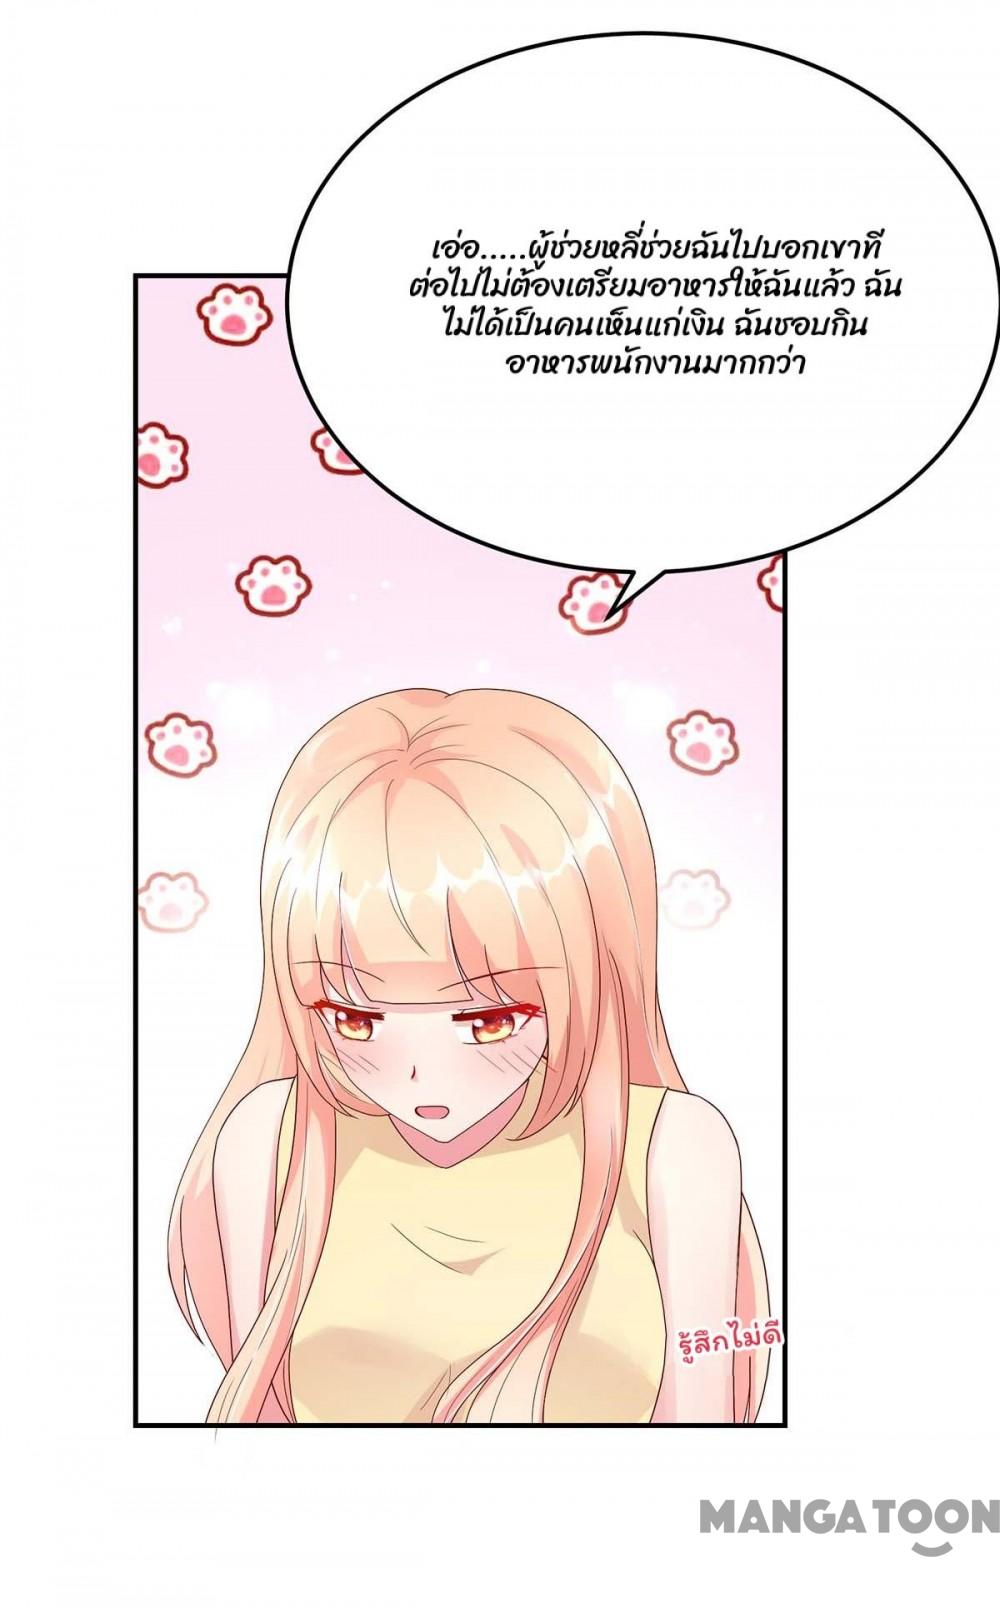 เอ่อ.....ผู้ช่วยหลี่ช่วยฉันไปบอกเขาที
ต่อไปไม่ต้องเตรียมอาหารให้ฉันแล้ว ฉัน
ไม่ได้เป็นคนเห็นแก่เงิน ฉันชอบกิน
อาหารพนักงานมากกว่า
รู้สึกไม่ดี
MANGATOON